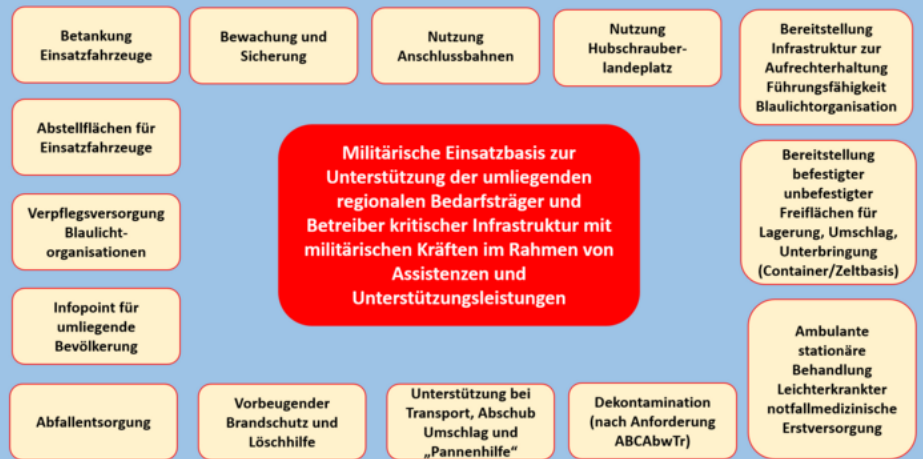 Betankung
Einsatzfahrzeuge
Bewachung und
Sicherung
Nutzung
Anschlussbahnen
Nutzung
Hubschrauber-
landeplatz
Bereitstellung
Infrastruktur zur
Aufrechterhaltung
Führungsfähigkeit
Blaulichtorganisation
Abstellflächen für
Einsatzfahrzeuge
Militärische Einsatzbasis zur
Unterstützung der umliegenden
regionalen Bedarfsträger und
Betreiber kritischer Infrastruktur mit
militärischen Kräften im Rahmen von
Assistenzen und
Unterstützungsleistungen
Bereitstellung
befestigter
unbefestigter
Freiflächen für
Lagerung, Umschlag,
Unterbringung
(Container/Zeltbasis)
Verpflegsversorgung
Blaulicht-
organisationen
Infopoint für
umliegende
Bevölkerung
Ambulante
stationäre
Behandlung
Leichterkrankter
notfallmedizinische
Erstversorgung
Abfallentsorgung
Vorbeugender
Brandschutz und
Löschhilfe
Unterstützung bei
Transport, Abschub
Umschlag und
„Pannenhilfe“
Dekontamination
(nach Anforderung
ABCAbwTr)